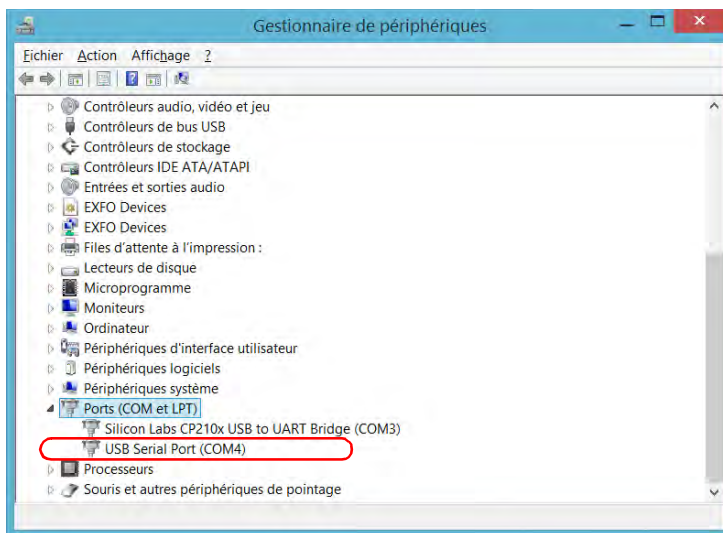 Gestionnaire de périphériques
Fichier Action Affichage ?
Contrôleurs audio, vidéo et jeu
Contrôleurs de bus USB
Contrôleurs de stockage
Contrôleurs IDE ATA/ATAPI
Entrées et sorties audio
EXFO Devices
EXFO Devices
Files d'attente à l'impression :
Lecteurs de disque
Microprogramme
Moniteurs
Ordinateur
Périphériques d'interface utilisateur
Périphériques logiciels
Périphériques système
Ports (COM et LPT)
Silicon Labs CP210x USB to UART Bridge (COM3)
USB Serial Port (COM4)
Processeurs
Souris et autres périphériques de pointage